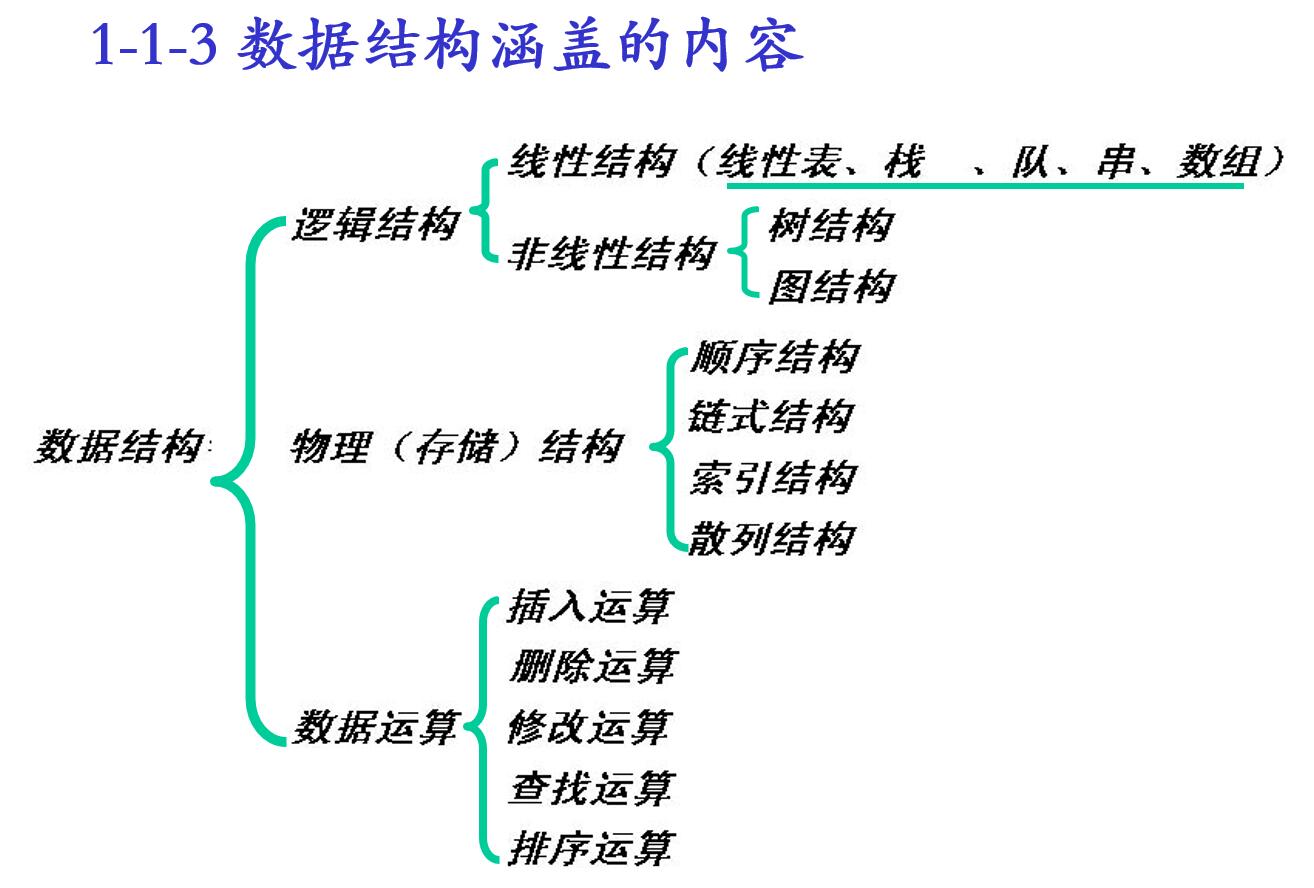 1-1-3 数据结构涵盖的内容
线性结构（线性表、栈 、队、串、数组）
逻辑结构
非线性结构
树结构
图结构
数据结构:
物理（存储）结构
顺序结构
链式结构
索引结构
散列结构
数据运算
插入运算
删除运算
修改运算
查找运算
排序运算